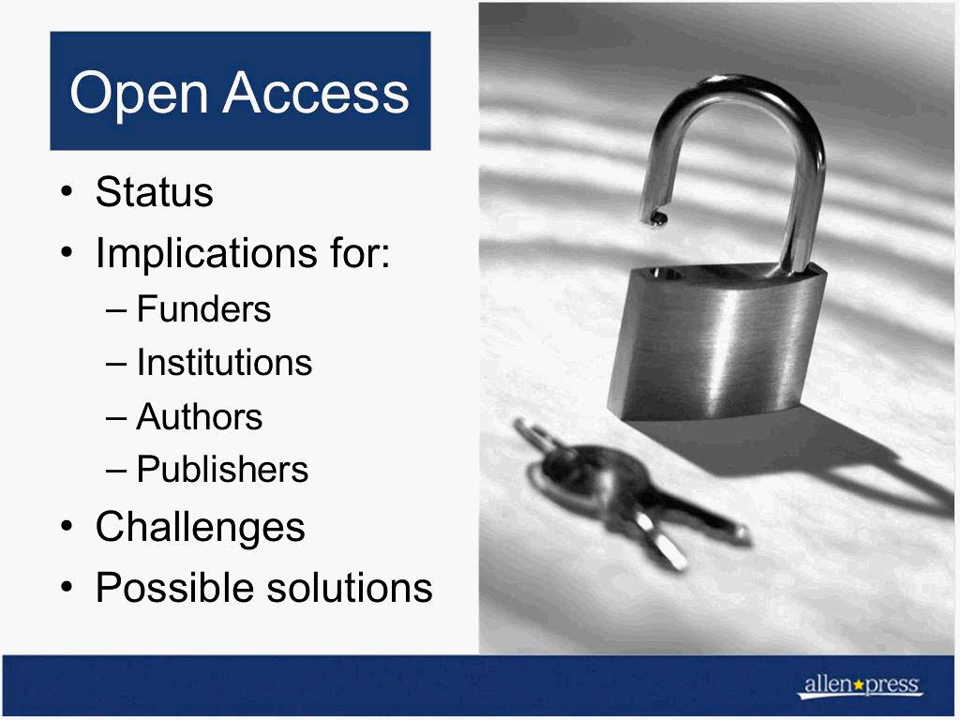 Open Access
• Status
• Implications for:
– Funders
– Institutions
– Authors
– Publishers
• Challenges
• Possible solutions
allen★press